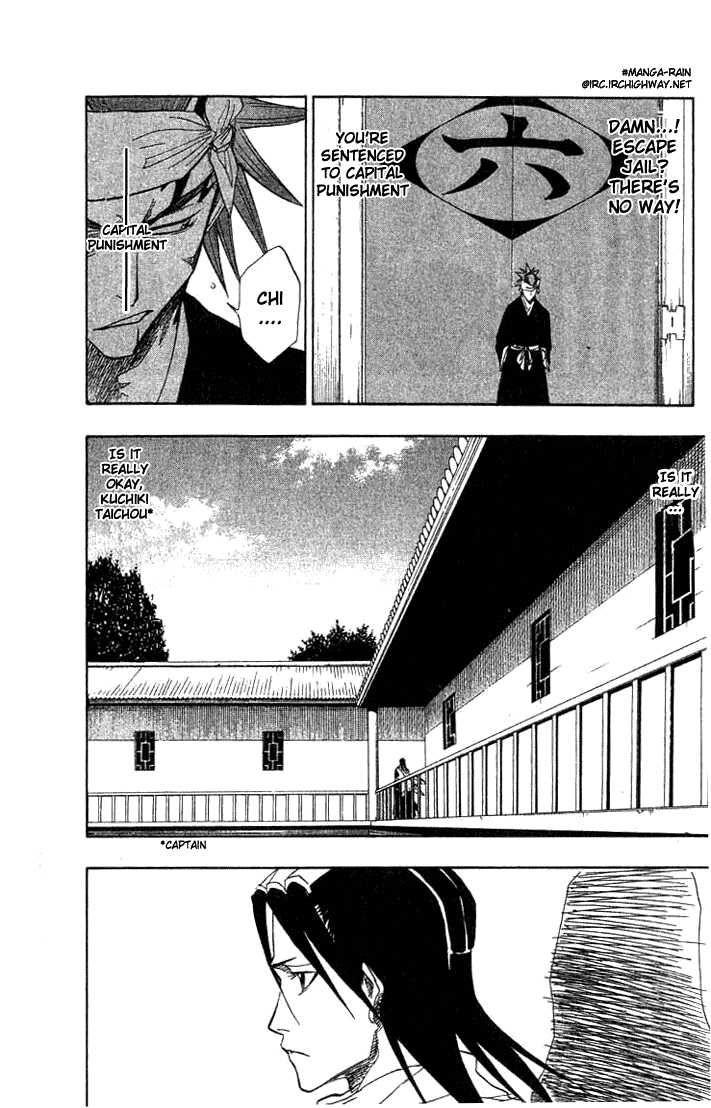 #MANGA-RAIN
@IRC.IRCHIGHWAY.NET
DAMN!...!
ESCAPE
JAIL?
THERE'S
NO WAY!
六
YOU'RE
SENTENCED
TO CAPITAL
PUNISHMENT
CAPITAL
PUNISHMENT
CHI
....
IS IT
REALLY
...
IS IT
REALLY
OKAY,
KUCHIKI
TAICHOU*
*CAPTAIN